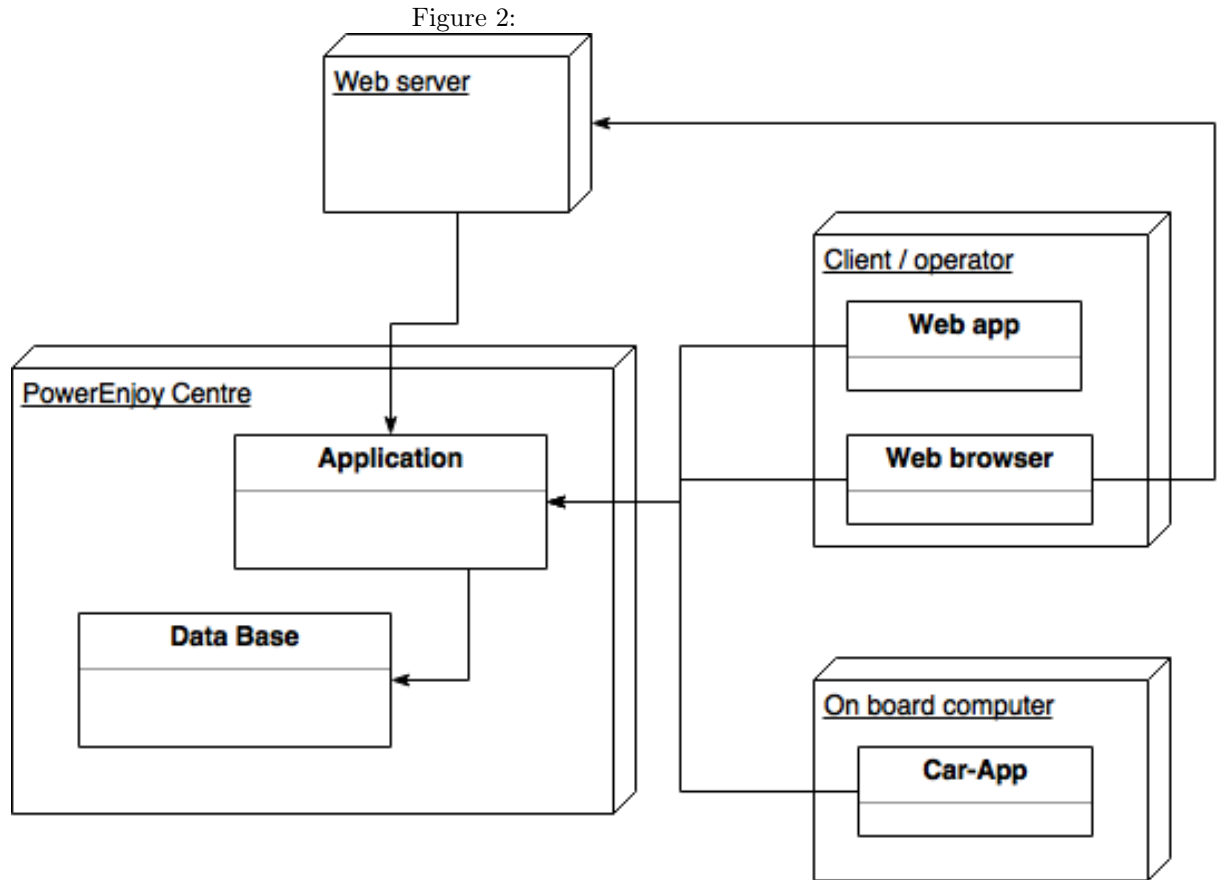 Figure 2:
Web server
Client / operator
Web app
PowerEnjoy Centre
Application
Web browser
Data Base
On board computer
Car-App